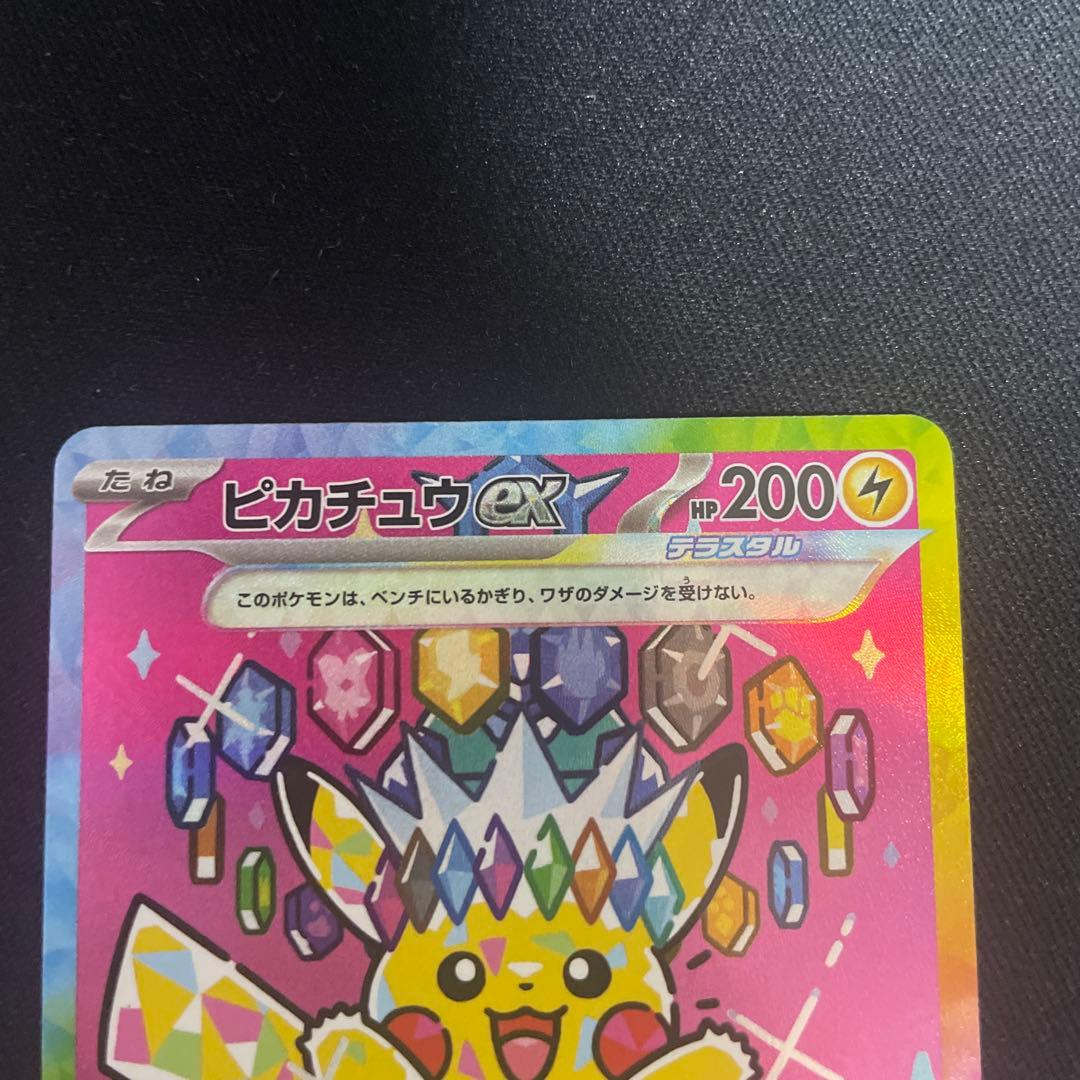 たね
ピカチュウex
HP200
テラスタル
このポケモンは、ベンチにいるかぎり、ワザのダメージを受けない。